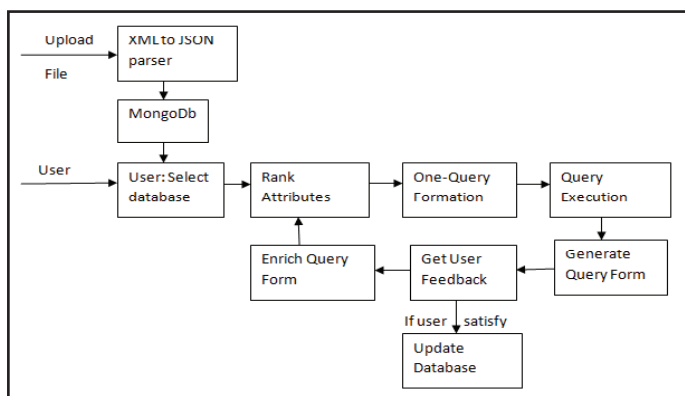 Upload
File
XML to JSON
parser
MongoDb
User
User: Select
database
Rank
Attributes
One-Query
Formation
Query
Execution
Enrich Query
Form
Get User
Feedback
Generate
Query Form
If user satisfy
Update
Database